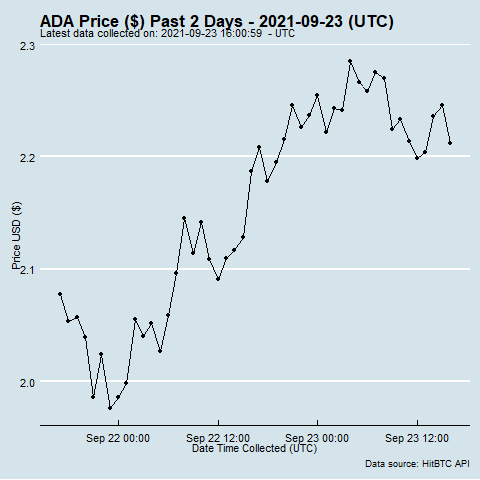 ADA Price ($) Past 2 Days - 2021-09-23 (UTC)
Latest data collected on: 2021-09-23 16:00:59 - UTC
2.3
2.2
2.1
2.0
Price USD ($)
Sep 22 00:00 Sep 22 12:00 Sep 23 00:00 Sep 23 12:00
Date Time Collected (UTC)
Data source: HitBTC API